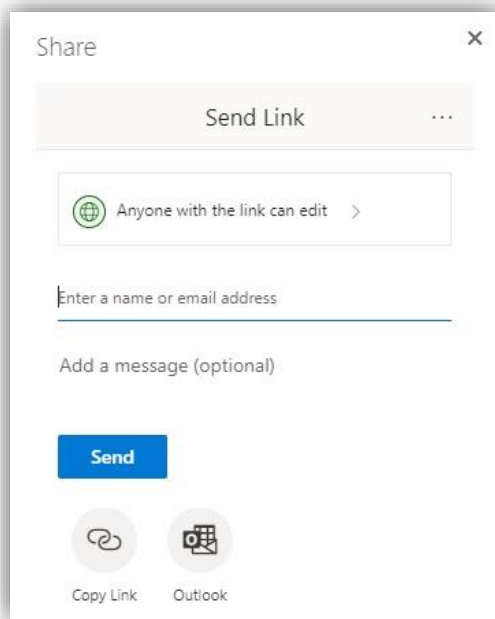 Share
Send Link
Anyone with the link can edit
Enter a name or email address
Add a message (optional)
Send
Copy Link Outlook